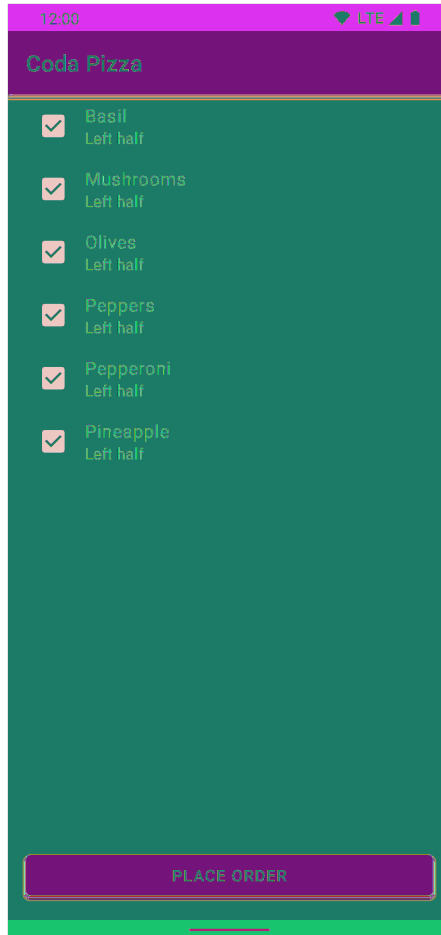 12:00 LTE
Coda Pizza
Basil
Left half
Mushrooms
Left half
Olives
Left half
Peppers
Left half
Pepperoni
Left half
Pineapple
Left half
PLACE ORDER